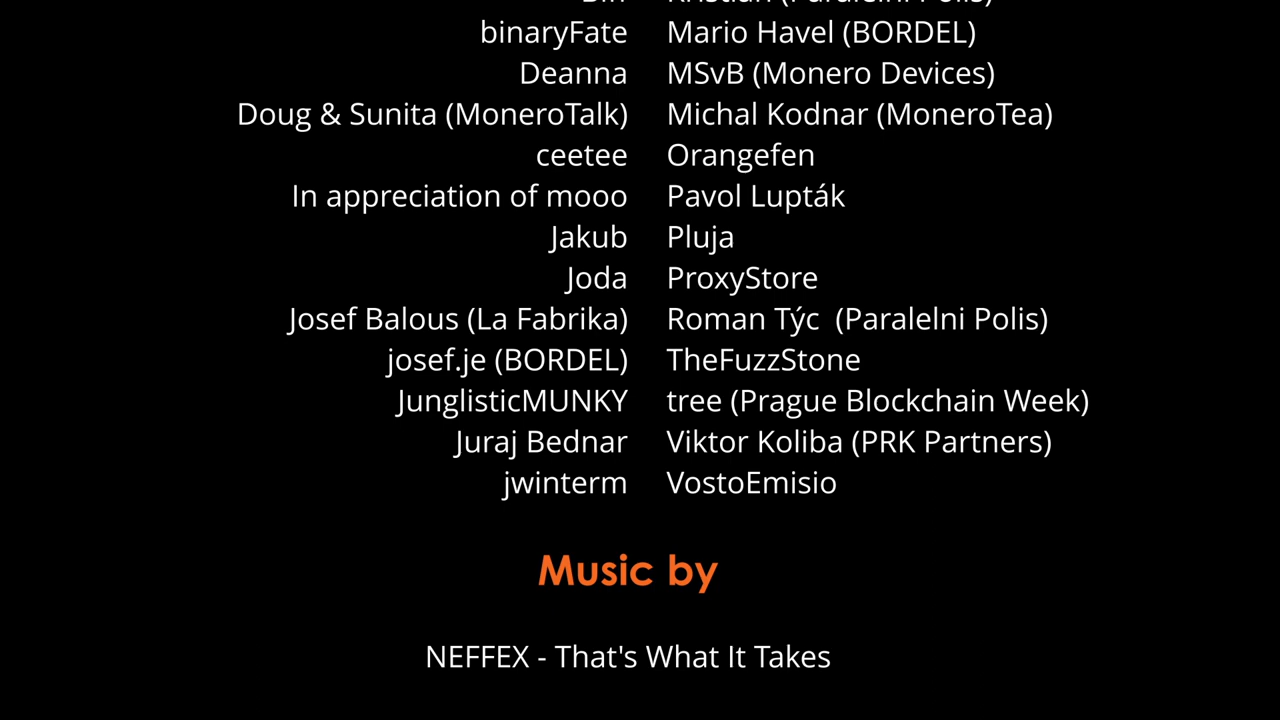 binaryFate Mario Havel (BORDEL)
Deanna MSvB (Monero Devices)
Doug & Sunita (MoneroTalk) Michal Kodnar (MoneroTea)
ceetee Orangefen
In appreciation of mooo Pavol Lupták
Jakub Pluja
Joda ProxyStore
Josef Balous (La Fabrika) Roman Týc (Paralelni Polis)
josef.je (BORDEL) TheFuzzStone
JunglisticMUNKY tree (Prague Blockchain Week)
Juraj Bednar Viktor Koliba (PRK Partners)
jwinterm VostoEmisio
Music by
NEFFEX - That's What It Takes